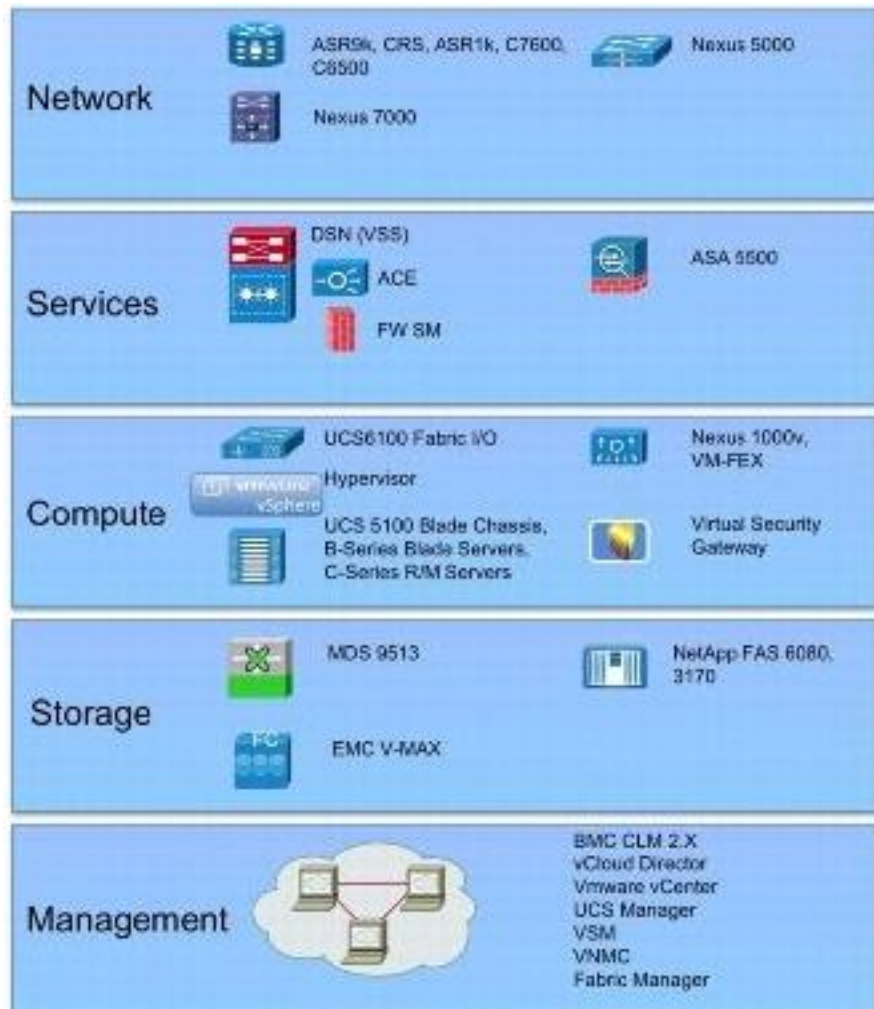 Network
ASR9k, CRS, ASR1k, C7600,
C6500
Nexus 5000
Nexus 7000
Services
DSN (VSS)
ACE
FW SM
ASA 5500
Compute
UCS6100 Fabric I/O
Nexus 1000v,
VM-FEX
vmware
vSphere
Hypervisor
UCS 5100 Blade Chassis,
B-Series Blade Servers,
C-Series R/M Servers
Virtual Security
Gateway
Storage
MDS 9513
NetApp FAS 6080,
3170
FC
EMC V-MAX
Management
BMC CLM 2.X
vCloud Director
Vmware vCenter
UCS Manager
VSM
VNMC
Fabric Manager